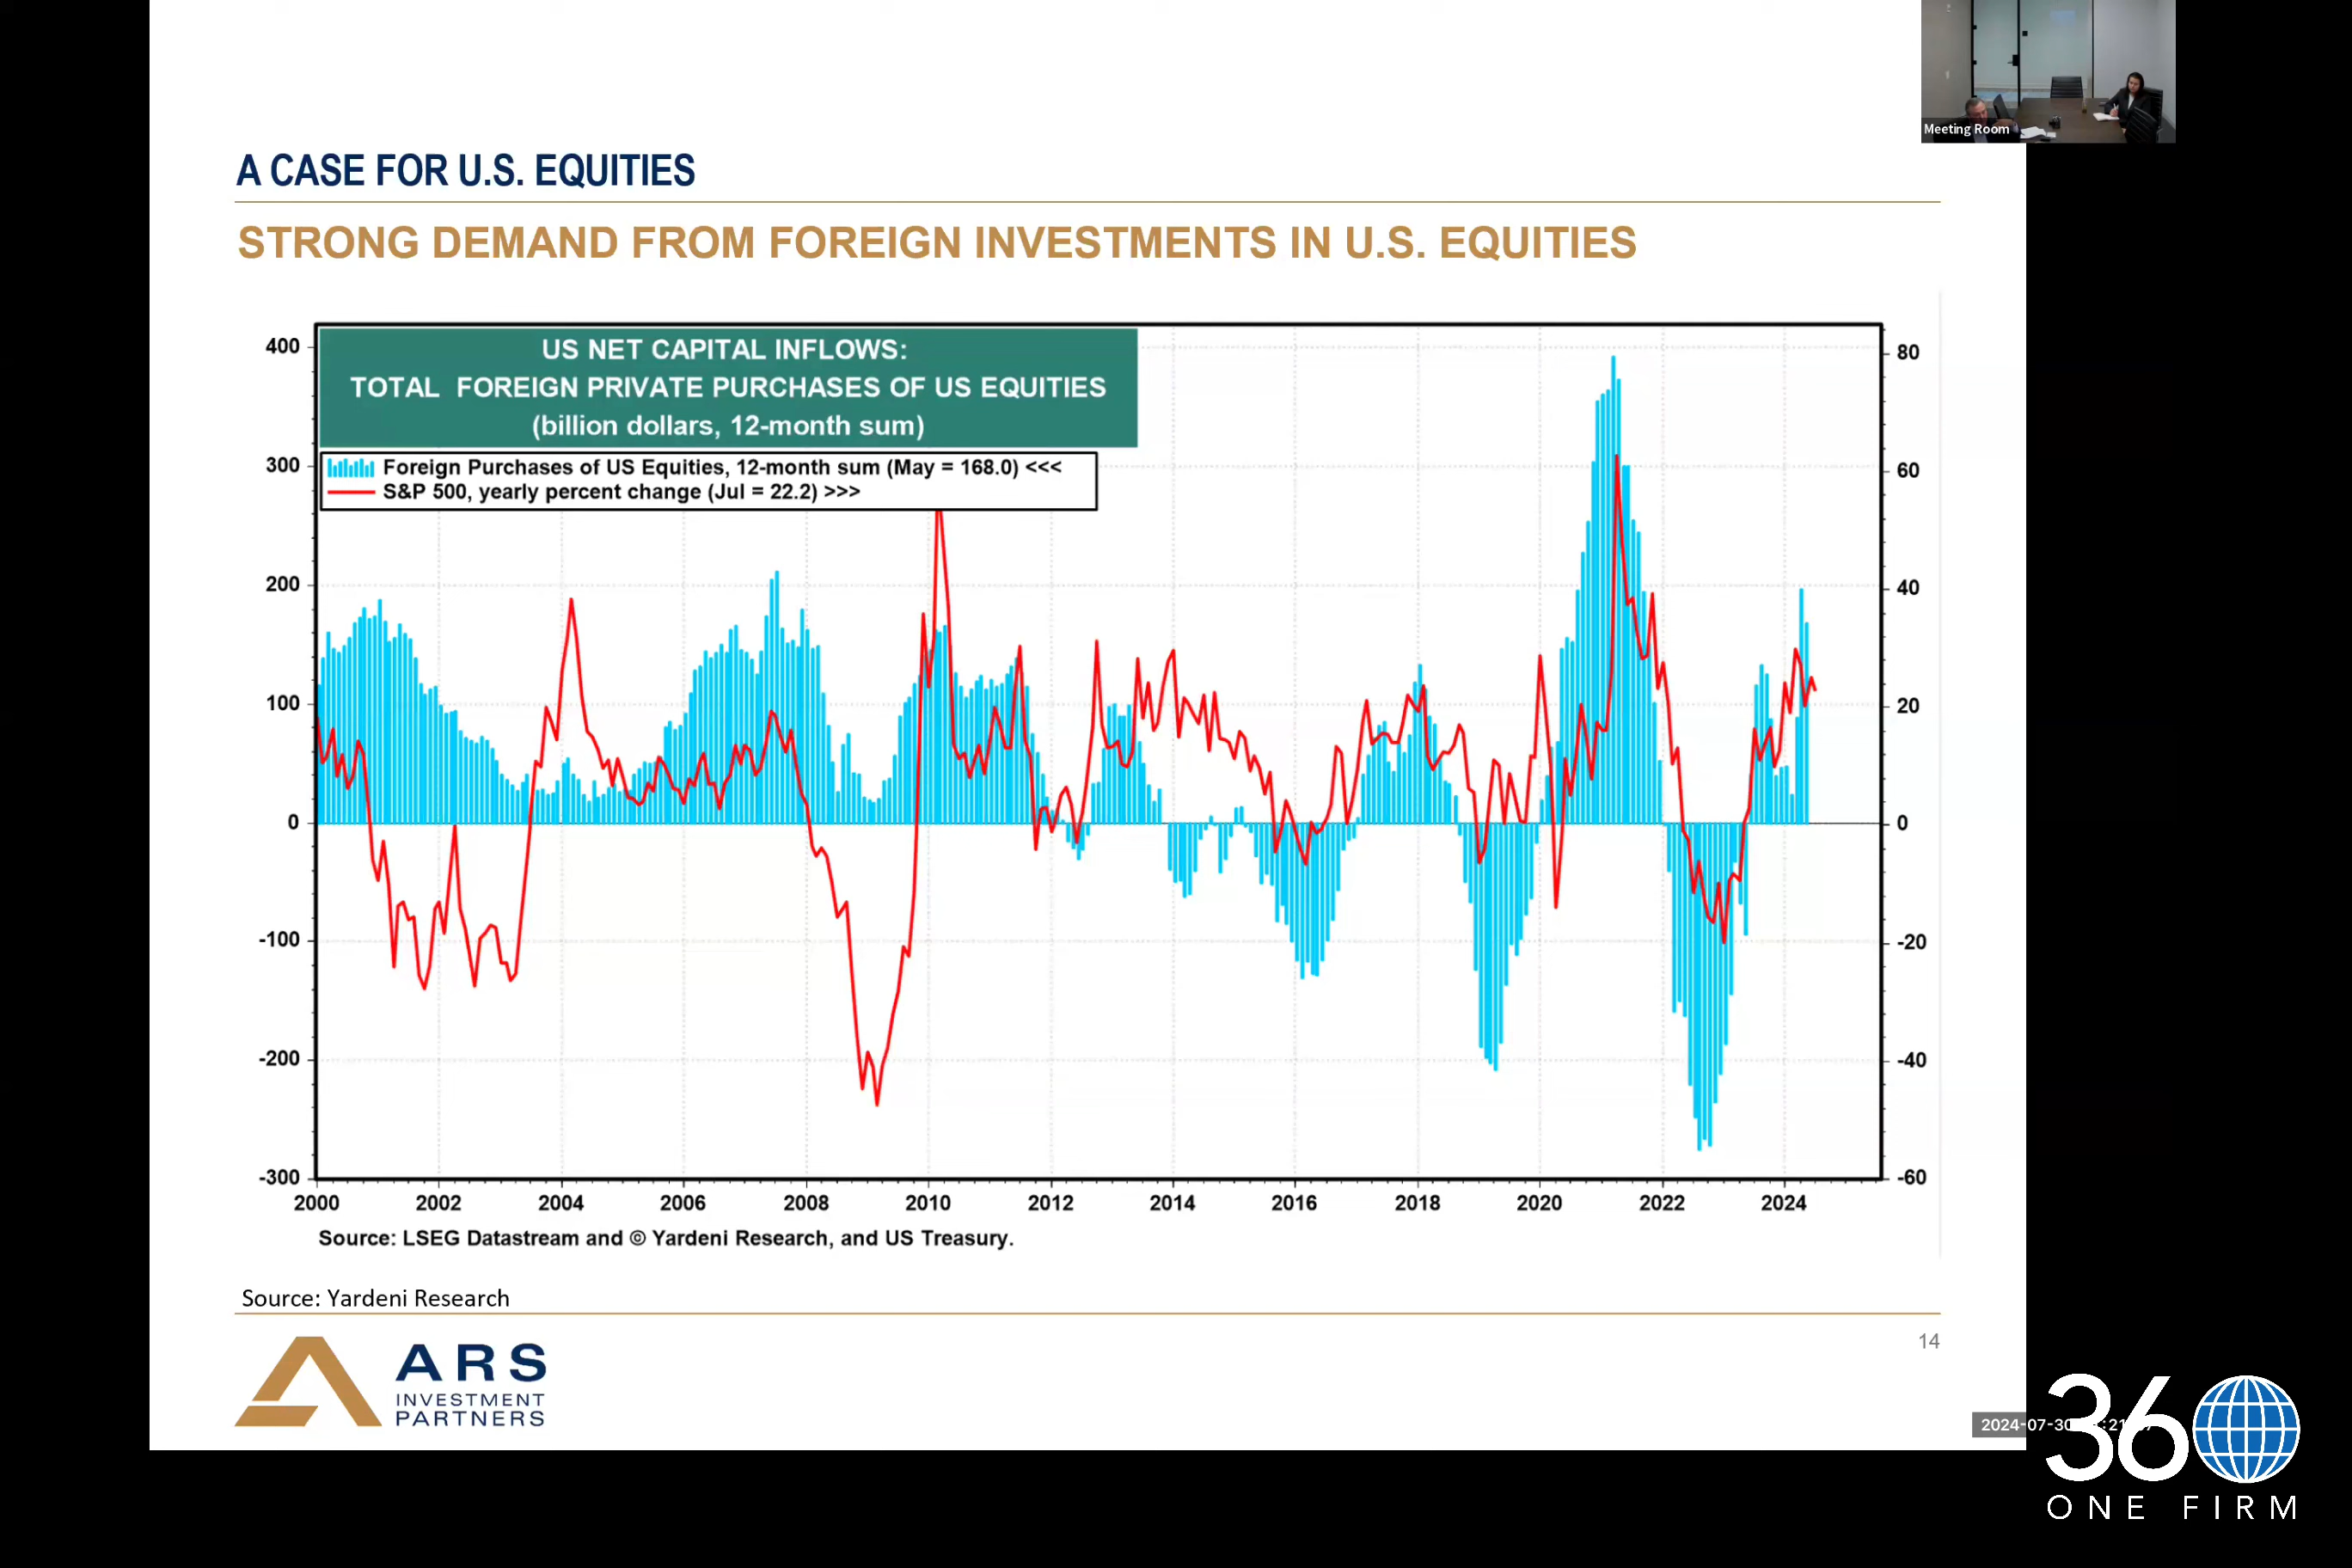 Meeting Room
A CASE FOR U.S. EQUITIES
STRONG DEMAND FROM FOREIGN INVESTMENTS IN U.S. EQUITIES
US NET CAPITAL INFLOWS:
TOTAL FOREIGN PRIVATE PURCHASES OF US EQUITIES
(billion dollars, 12-month sum)
Foreign Purchases of US Equities, 12-month sum (May = 168.0) <<<
S&P 500, yearly percent change (Jul = 22.2) >>>
400
300
200
100
0
-100
-200
-300
80
60
40
20
0
-20
-40
-60
2000 2002 2004 2006 2008 2010 2012 2014 2016 2018 2020 2022 2024
Source: LSEG Datastream and © Yardeni Research, and US Treasury.
Source: Yardeni Research
14
ARS
INVESTMENT
PARTNERS
2024-07-30
360
ONE FIRM